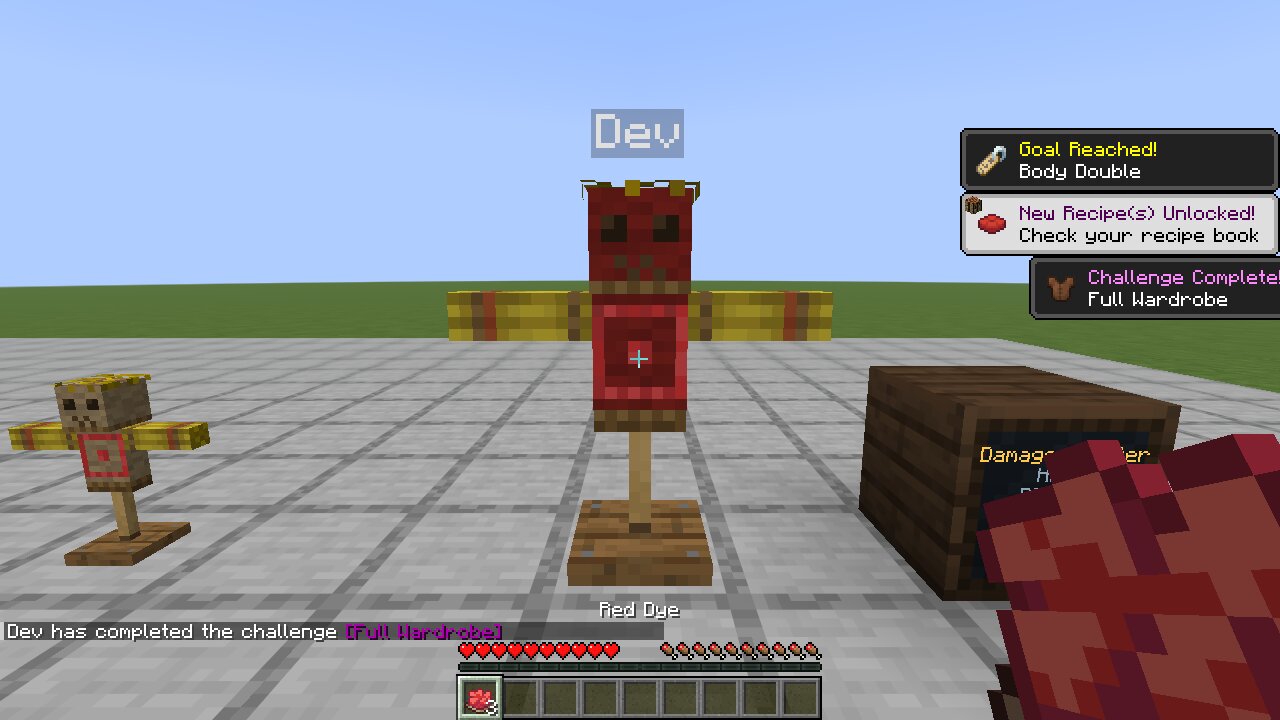 Dev
Goal Reached!
Body Double
New Recipe(s) Unlocked!
Check your recipe book
Challenge Complete
Full Wardrobe
Red Dye
Dev has completed the challenge [Full Wardrobe]